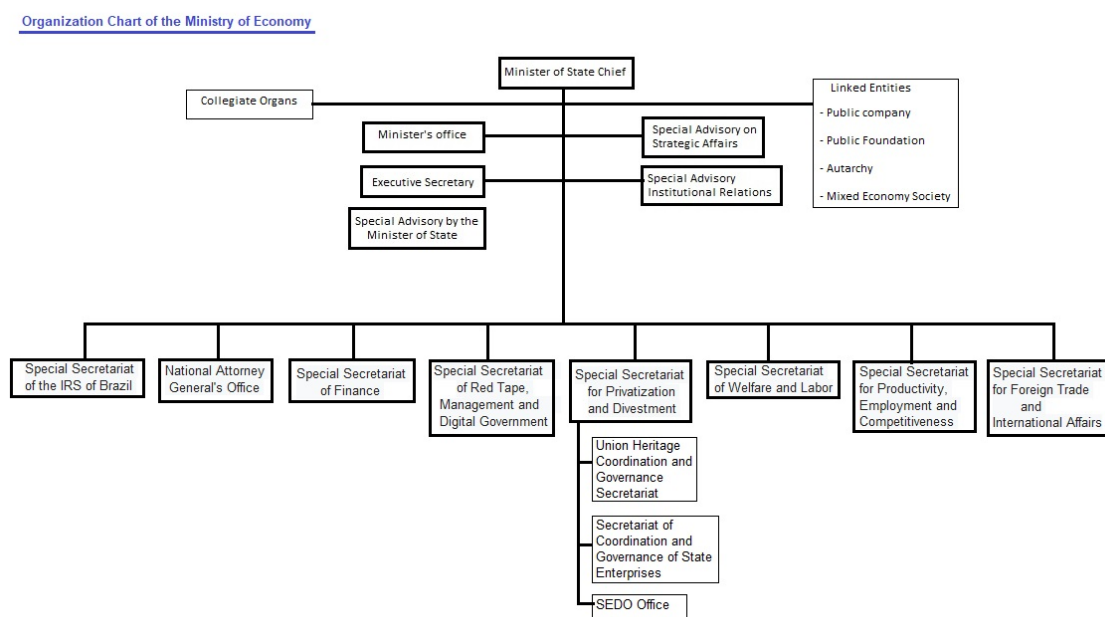 Organization Chart of the Ministry of Economy
Minister of State Chief
Collegiate Organs
Linked Entities
- Public company
- Public Foundation
- Autarchy
- Mixed Economy Society
Minister's office
Special Advisory on
Strategic Affairs
Executive Secretary
Special Advisory
Institutional Relations
Special Advisory by the
Minister of State
Special Secretariat
of the IRS of Brazil
National Attorney
General's Office
Special Secretariat
of Finance
Special Secretariat
of Red Tape,
Management and
Digital Government
Special Secretariat
for Privatization
and Divestment
Special Secretariat
of Welfare and Labor
Special Secretariat
for Productivity,
Employment and
Competitiveness
Special Secretariat
for Foreign Trade
and
International Affairs
Union Heritage
Coordination and
Governance
Secretariat
Secretariat of
Coordination and
Governance of State
Enterprises
SEDO Office